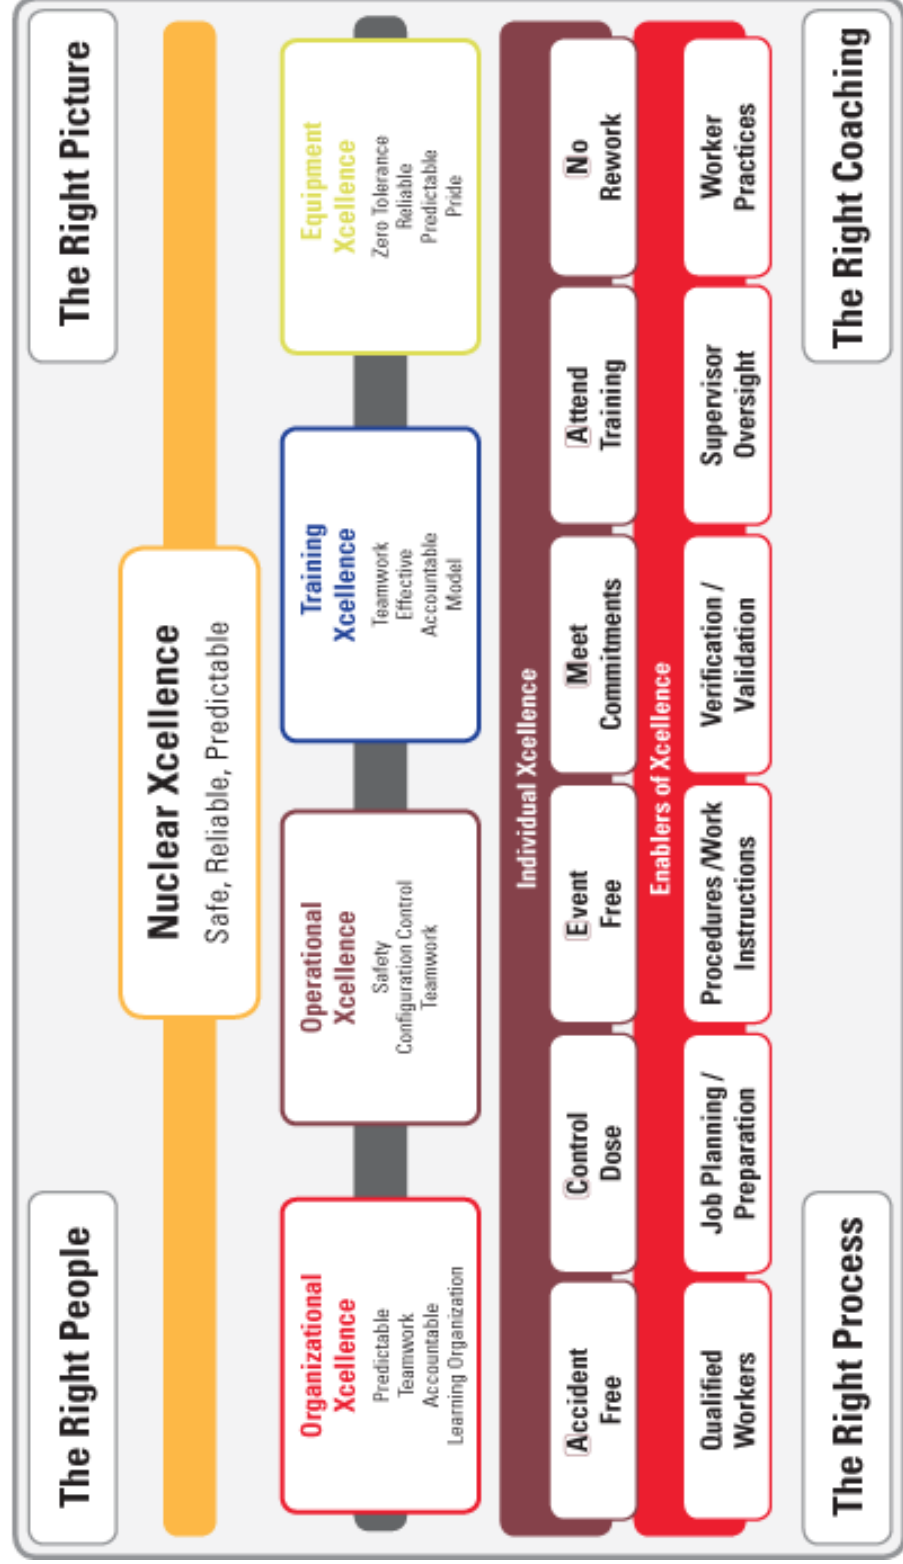 The Right People
The Right Picture
Nuclear Xcellence
Safe, Reliable, Predictable
Organizational
Xcellence
Predictable
Teamwork
Accountable
Learning Organization
Operational
Xcellence
Safety
Configuration Control
Teamwork
Training
Xcellence
Teamwork
Effective
Accountable
Model
Equipment
Xcellence
Zero Tolerance
Reliable
Predictable
Pride
Individual Xcellence
Accident
Free
Control
Dose
Event
Free
Meet
Commitments
Attend
Training
No
Rework
Enablers of Xcellence
Qualified
Workers
Job Planning /
Preparation
Procedures /Work
Instructions
Verification /
Validation
Supervisor
Oversight
Worker
Practices
The Right Process
The Right Coaching